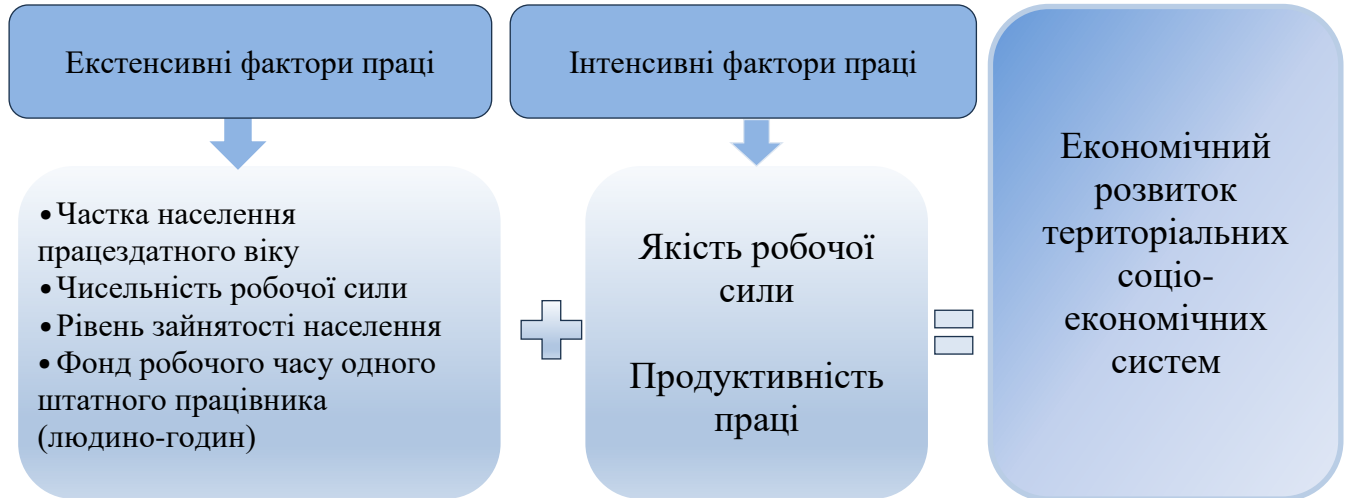 Екстенсивні фактори праці
• Частка населення
працездатного віку
• Чисельність робочої сили
• Рівень зайнятості населення
• Фонд робочого часу одного
штатного працівника
(людино-годин)
Інтенсивні фактори праці
Якість робочої
сили
Продуктивність
праці
Економічний
розвиток
територіальних
соціо-
економічних
систем